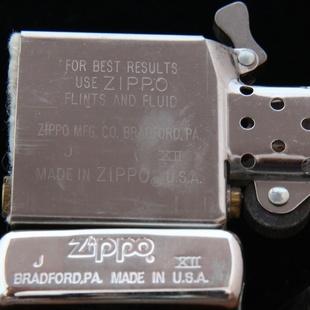 FOR BEST RESULTS
USE ZIPPO
FLINTS AND FLUID
ZIPPO MFG. CO. BRADFORD, PA.
J XII
MADE IN ZIPPO U.S.A.
J Zippo XII
BRADFORD, PA. MADE IN U.S.A.